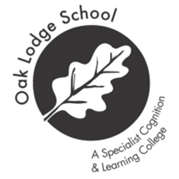 Oak Lodge School
A Specialist Cognition
& Learning College